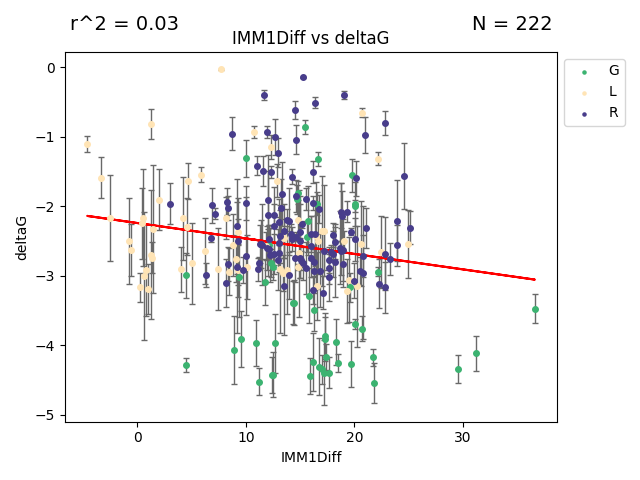 r^2 = 0.03
N = 222
IMM1Diff vs deltaG
G
L
R
0
−1
−2
−3
−4
−5
deltaG
0 10 20 30
IMM1Diff